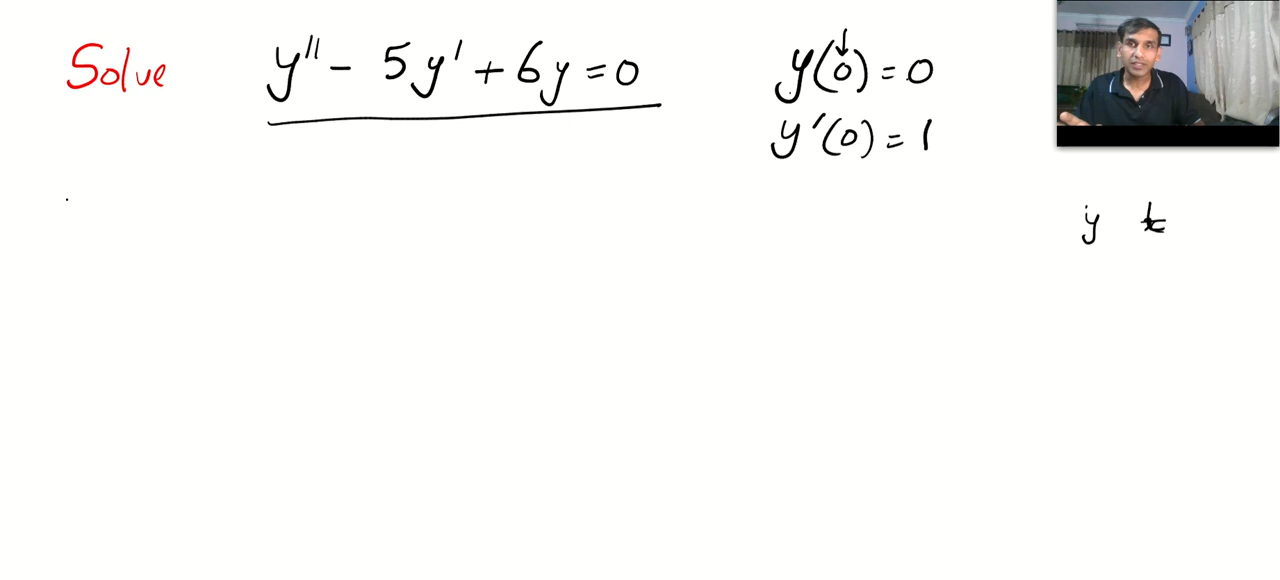 Solve y'' - 5y' + 6y = 0 y(0) = 0
y'(0) = 1
y